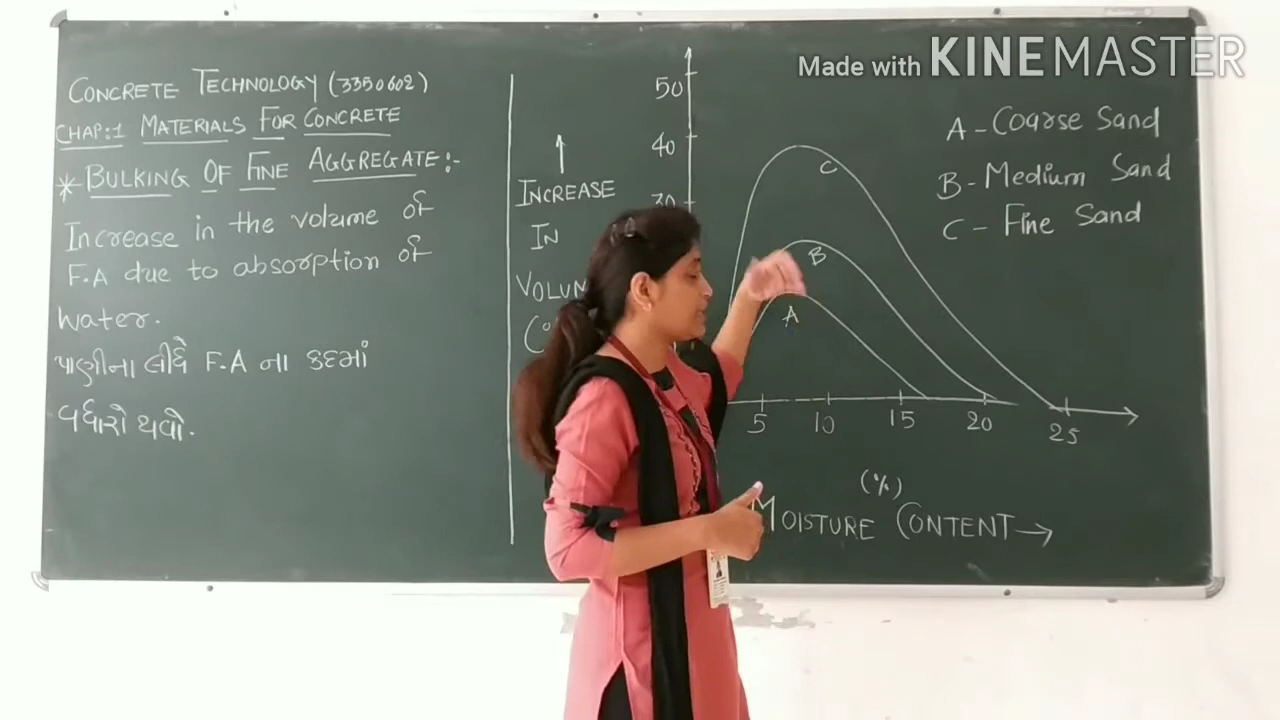 Made with KINEMASTER
CONCRETE TECHNOLOGY (3350602)
CHAP:1 MATERIALS FOR CONCRETE
* BULKING OF FINE AGGREGATE:-
Increase in the volume of
F.A due to absorption of
water.
પાણીના લીધે F.A ના કદમાં
વધારો થવો.
↑
INCREASE
IN
50
40
30
C
B
A
5 10 15 20 25
(%)
MOISTURE CONTENT →
A - Coarse Sand
B - Medium Sand
C - Fine Sand